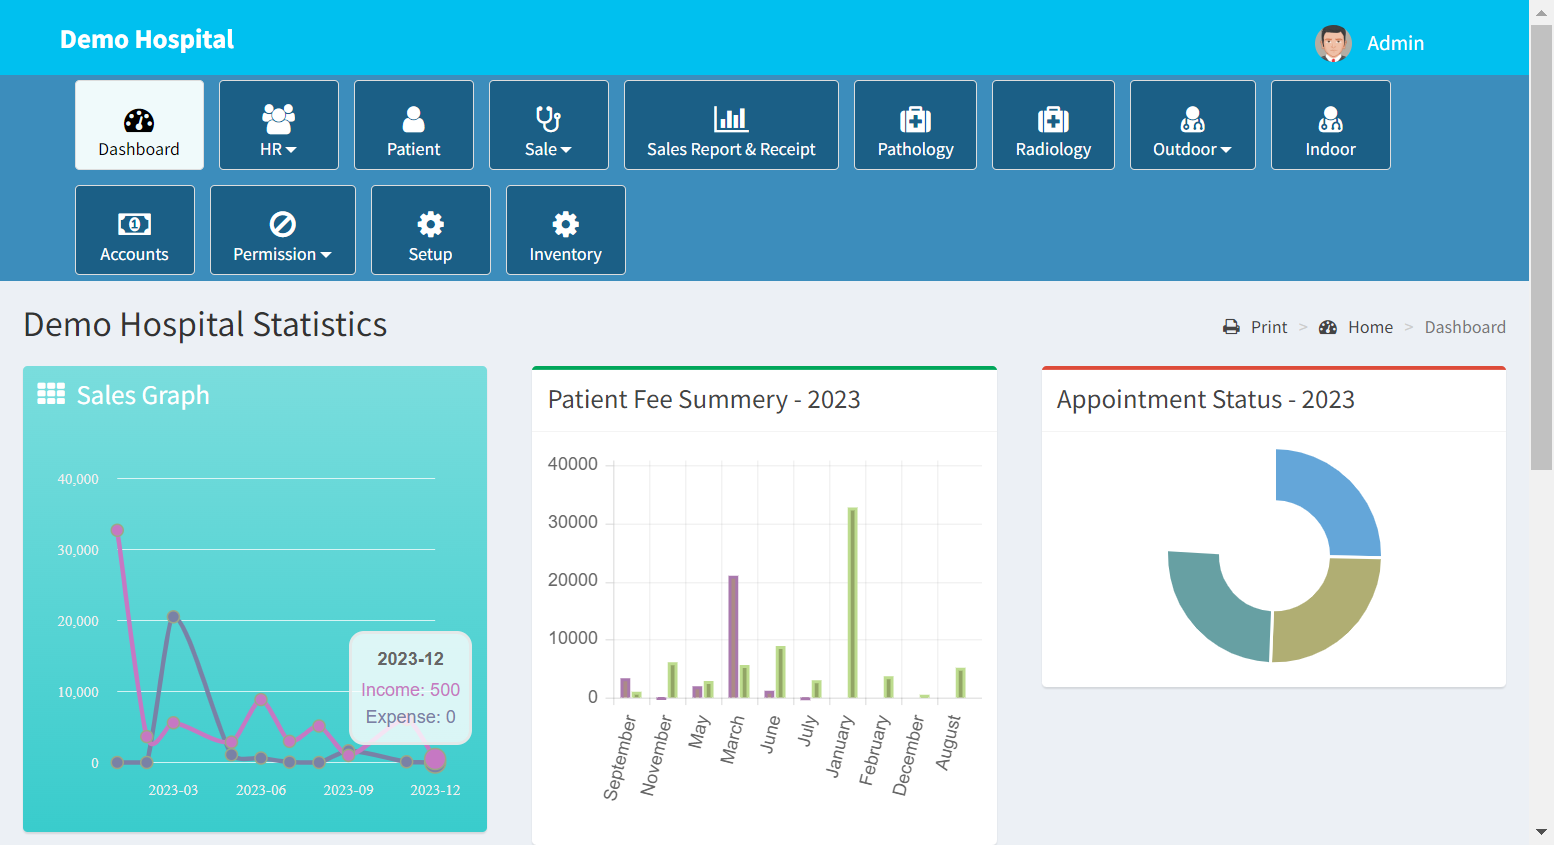 Demo Hospital
Admin
Dashboard
HR
Patient
Sale
Sales Report & Receipt
Pathology
Radiology
Outdoor
Indoor
Accounts
Permission
Setup
Inventory
Demo Hospital Statistics
Print > Home > Dashboard
Sales Graph
40,000
30,000
20,000
10,000
0
2023-03
2023-06
2023-09
2023-12
2023-12
Income: 500
Expense: 0
Patient Fee Summery - 2023
40000
30000
20000
10000
0
September
November
May
March
June
July
January
February
December
August
Appointment Status - 2023